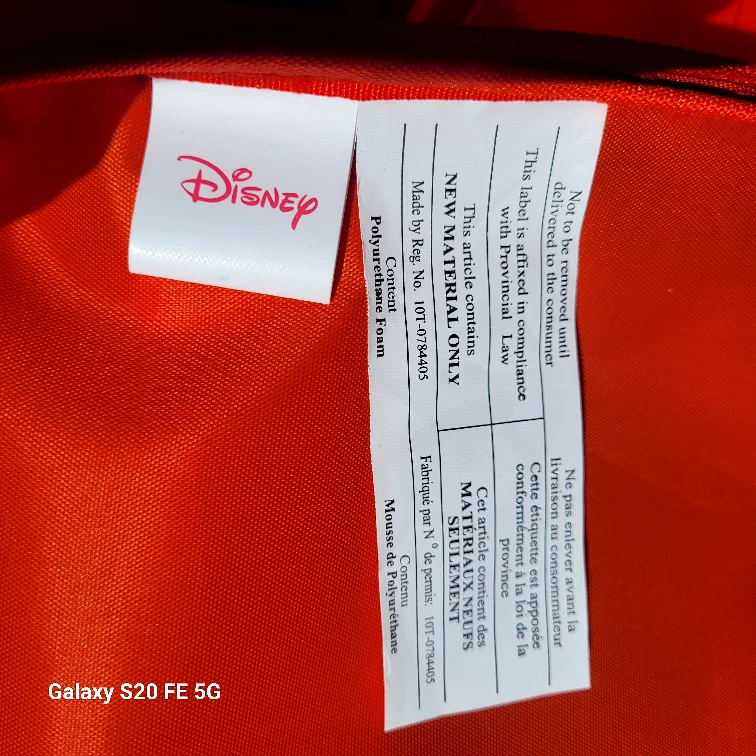 Disney
Not to be removed until
delivered to the consumer
This label is affixed in compliance
with Provincial Law
This article contains
NEW MATERIAL ONLY
Made by Reg. No. 10T-0784405
Content
Polyurethane Foam
Ne pas enlever avant la
livraison au consommateur
Cette étiquette est apposée
conformément à la loi de la
province
Cet article contient des
MATÉRIAUX NEUFS
SEULEMENT
Fabriqué par N° de permis: 10T-0784405
Contenu
Mousse de Polyuréthane
Galaxy S20 FE 5G